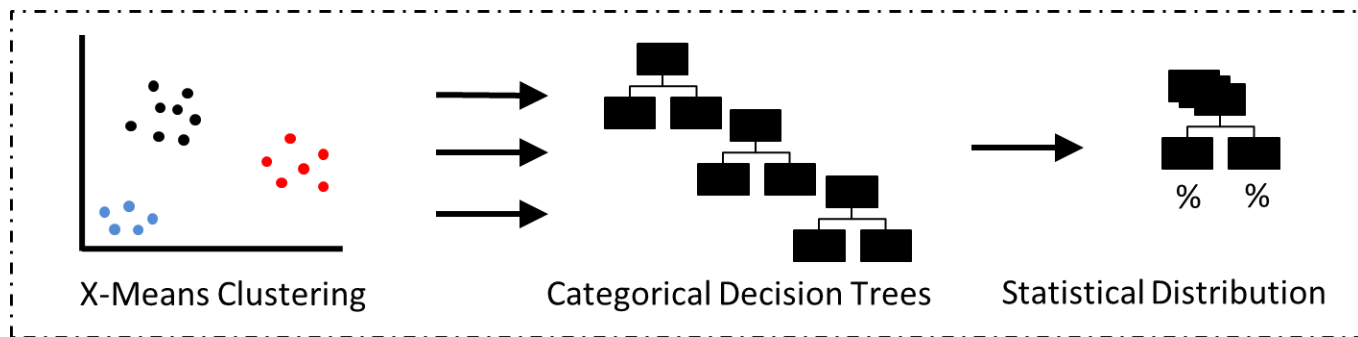 % %
X-Means Clustering Categorical Decision Trees Statistical Distribution